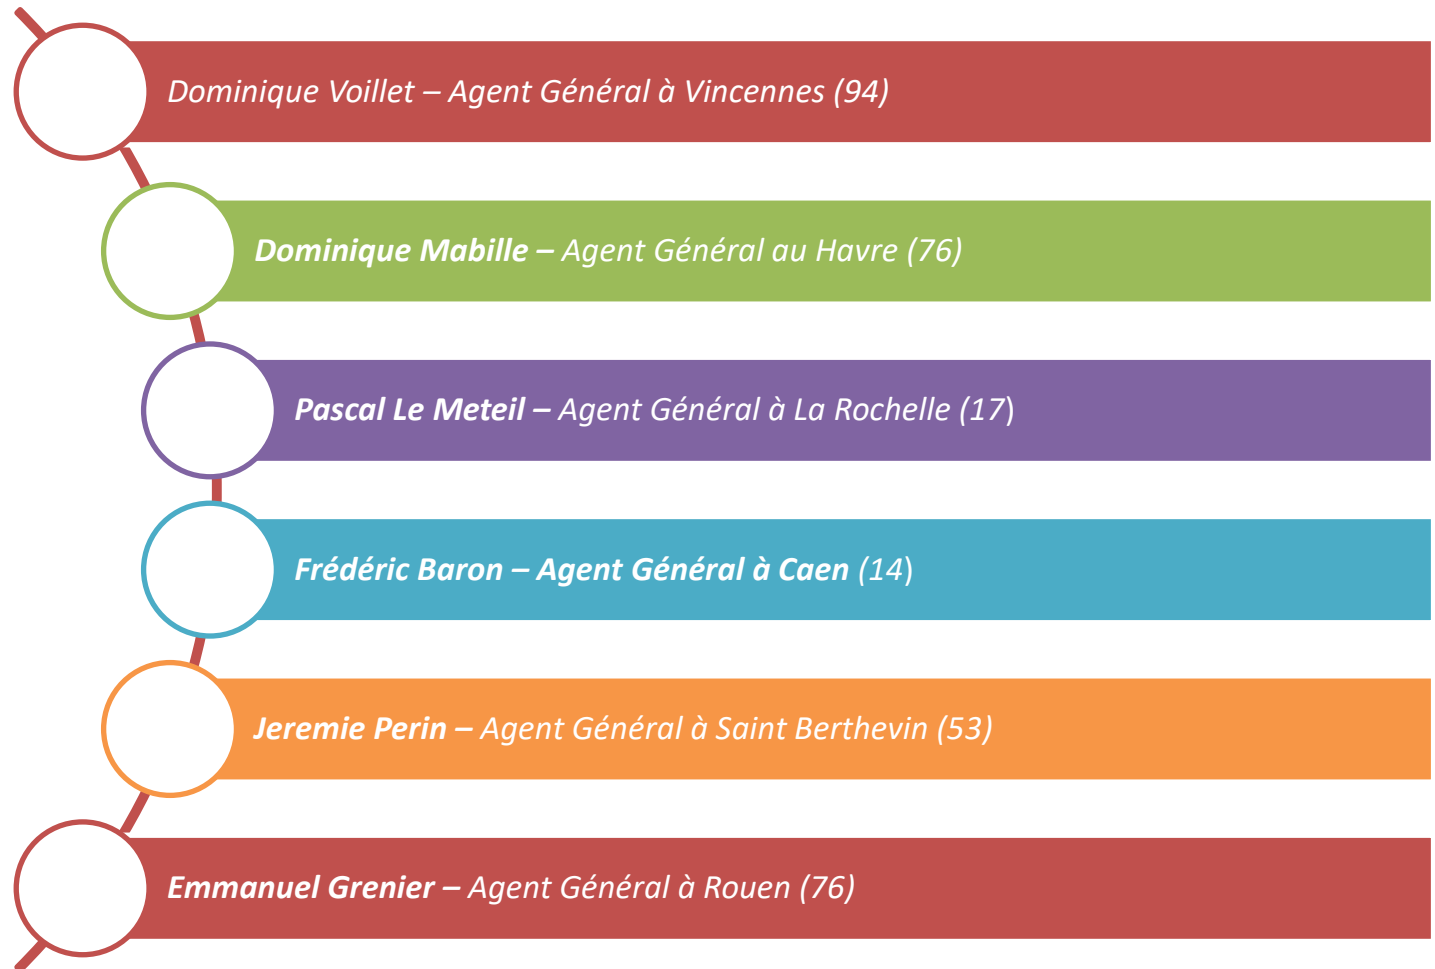 Dominique Voillet – Agent Général à Vincennes (94)
Dominique Mabille – Agent Général au Havre (76)
Pascal Le Meteil – Agent Général à La Rochelle (17)
Frédéric Baron – Agent Général à Caen (14)
Jeremie Perin – Agent Général à Saint Berthevin (53)
Emmanuel Grenier – Agent Général à Rouen (76)